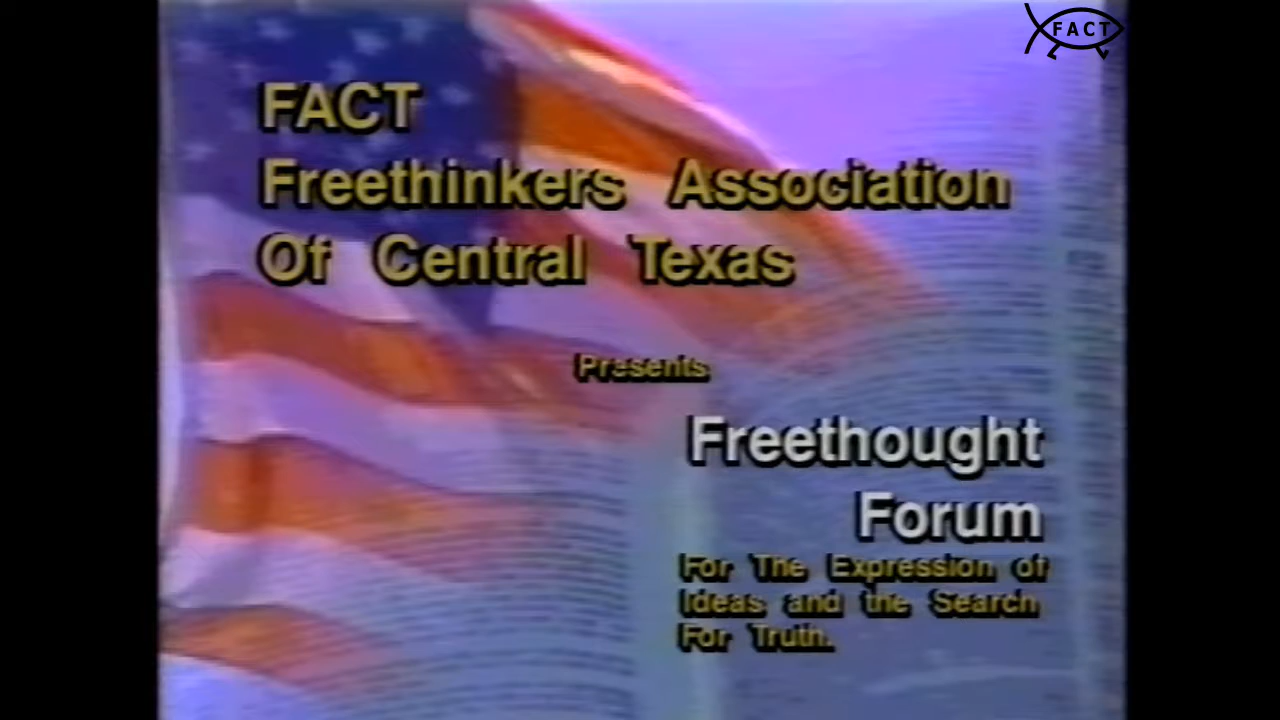 FACT
FACT
Freethinkers Association
Of Central Texas
Presents
Freethought
Forum
For The Expression of
Ideas and the Search
For Truth.